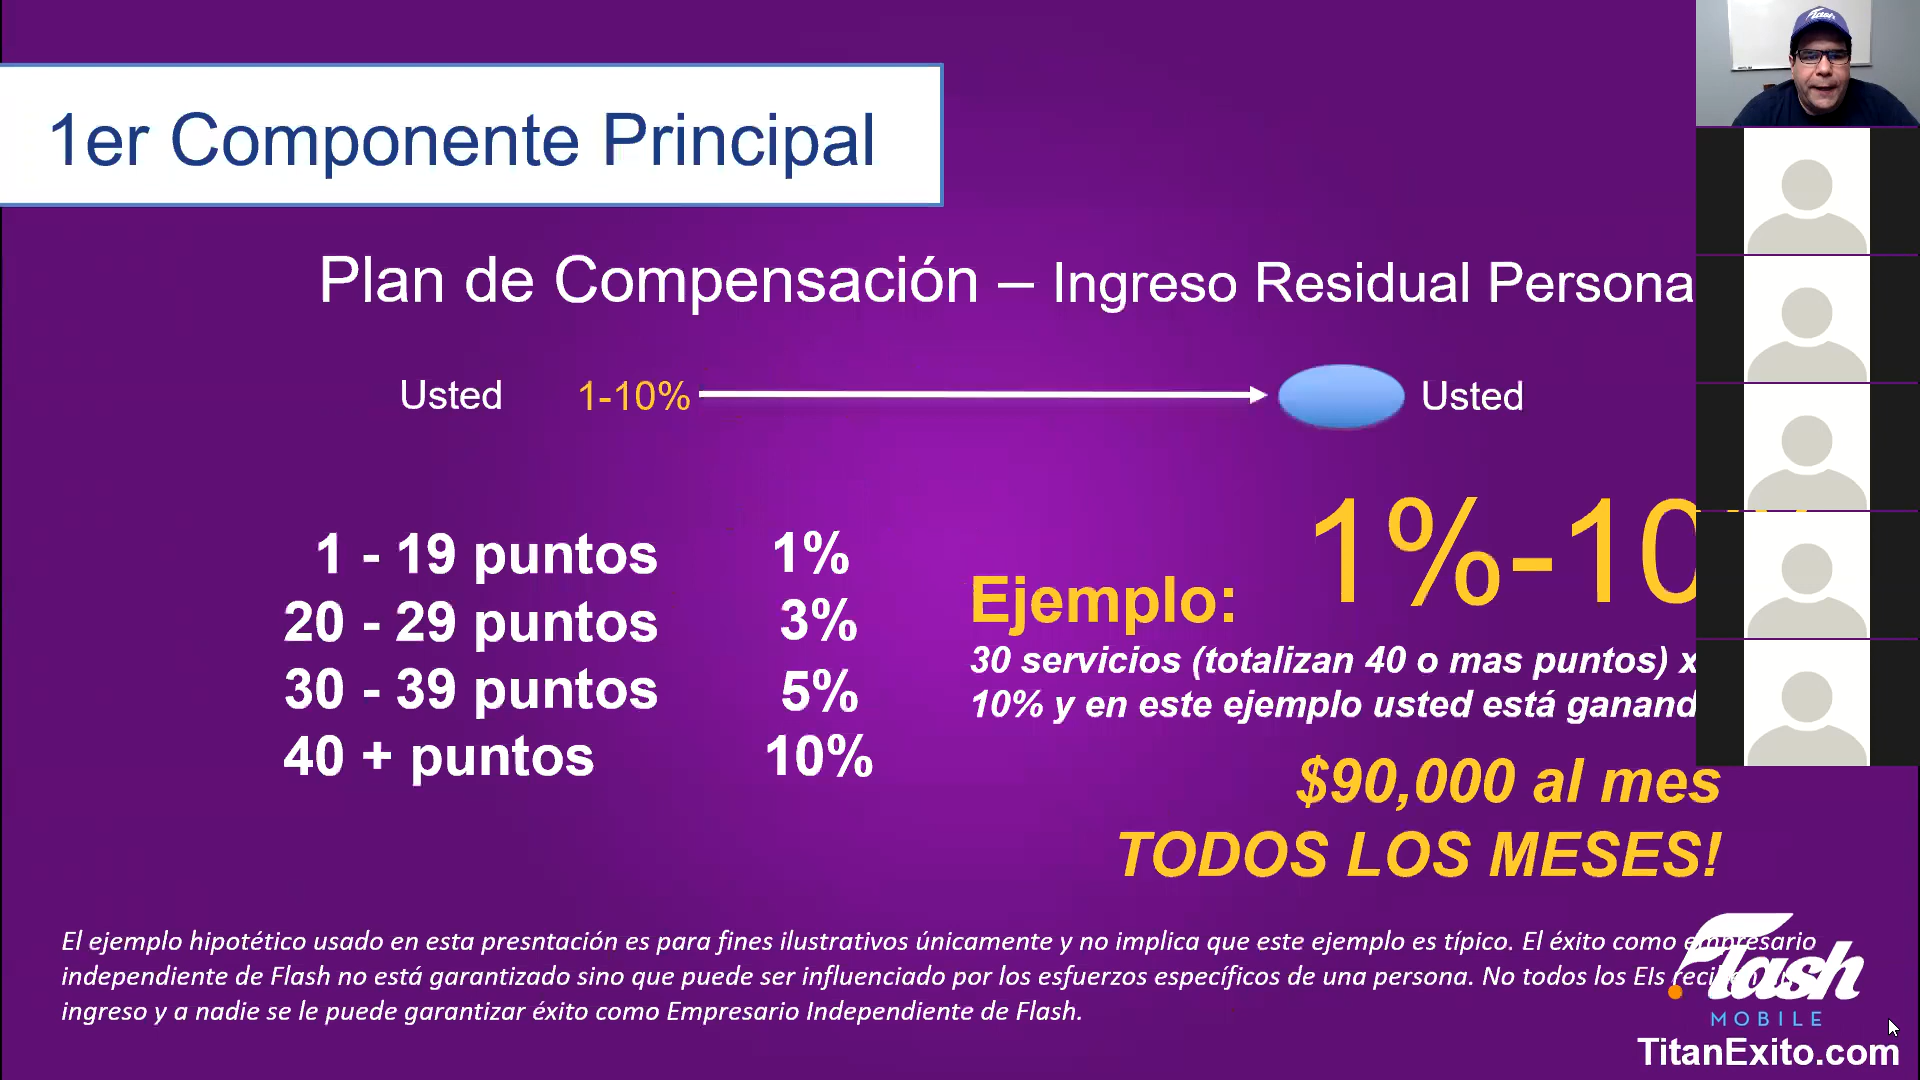 1er Componente Principal
Plan de Compensación – Ingreso Residual Persona
Usted 1-10% Usted
1%-10
1 - 19 puntos 1%
20 - 29 puntos 3%
30 - 39 puntos 5%
40 + puntos 10%
Ejemplo:
30 servicios (totalizan 40 o mas puntos) x
10% y en este ejemplo usted está ganand
$90,000 al mes
TODOS LOS MESES!
El ejemplo hipotético usado en esta presntación es para fines ilustrativos únicamente y no implica que este ejemplo es típico. El éxito como empresario
independiente de Flash no está garantizado sino que puede ser influenciado por los esfuerzos específicos de una persona. No todos los EIs
ingreso y a nadie se le puede garantizar éxito como Empresario Independiente de Flash.
Flash
MOBILE
TitanExito.com
Flash